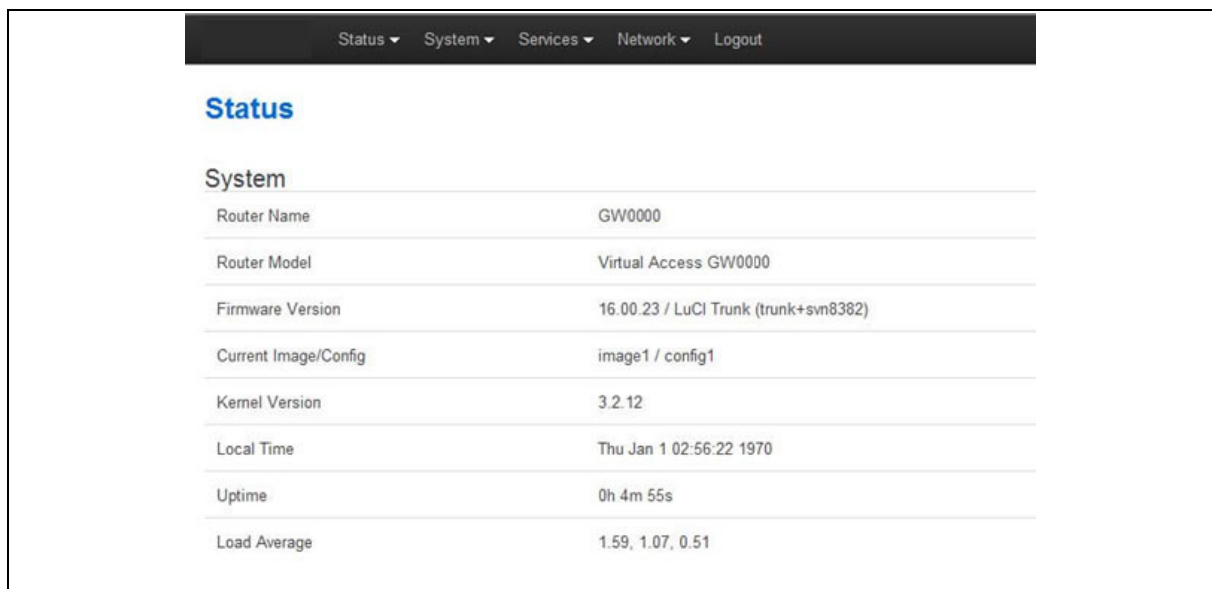 Status System Services Network Logout
Status
System
Router Name GW0000
Router Model Virtual Access GW0000
Firmware Version 16.00.23 / LuCI Trunk (trunk+svn8382)
Current Image/Config image1 / config1
Kernel Version 3.2.12
Local Time Thu Jan 1 02:56:22 1970
Uptime 0h 4m 55s
Load Average 1.59, 1.07, 0.51